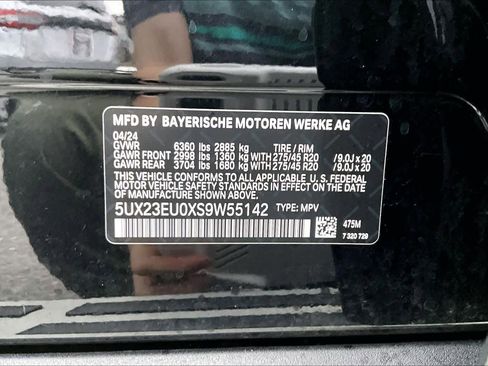 MFD BY BAYERISCHE MOTOREN WERKE AG
04/24
GVWR 6360 lbs 2885 kg TIRE / RIM
GAWR FRONT 2998 lbs 1360 kg WITH 275/45 R20 /9.0J x 20
GAWR REAR 3704 lbs 1680 kg WITH 275/45 R20 /9.0J x 20
THIS VEHICLE CONFORMS TO ALL APPLICABLE U. S. FEDERAL
MOTOR VEHICLE SAFETY AND THEFT PREVENTION STANDARDS
IN EFFECT ON THE DATE OF MANUFACTURE SHOWN ABOVE.
5UX23EU0XS9W55142 TYPE: MPV
475M
7 320 729